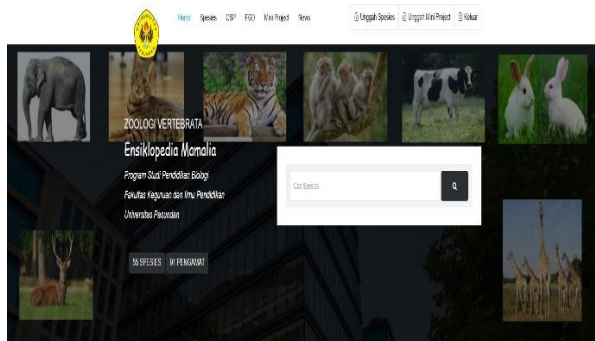 Home Spesies CSP FGD Mini Project News
Unggah Spesies Unggah Mini Project Keluar
ZOOLOGI VERTEBRATA
Ensiklopedia Mamalia
Program Studi Pendidikan Biologi
Fakultas Keguruan dan Ilmu Pendidikan
Universitas Pasundan
Cari Spesies
55 SPESIES 91 PENGAMAT